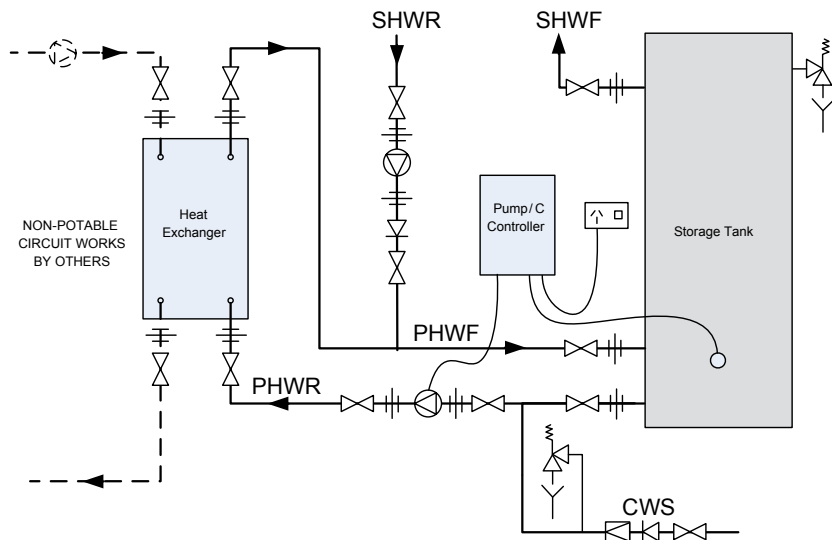 SHWR
SHWF
NON-POTABLE
CIRCUIT WORKS
BY OTHERS
Heat
Exchanger
Pump/C
Controller
Storage Tank
PHWF
PHWR
CWS